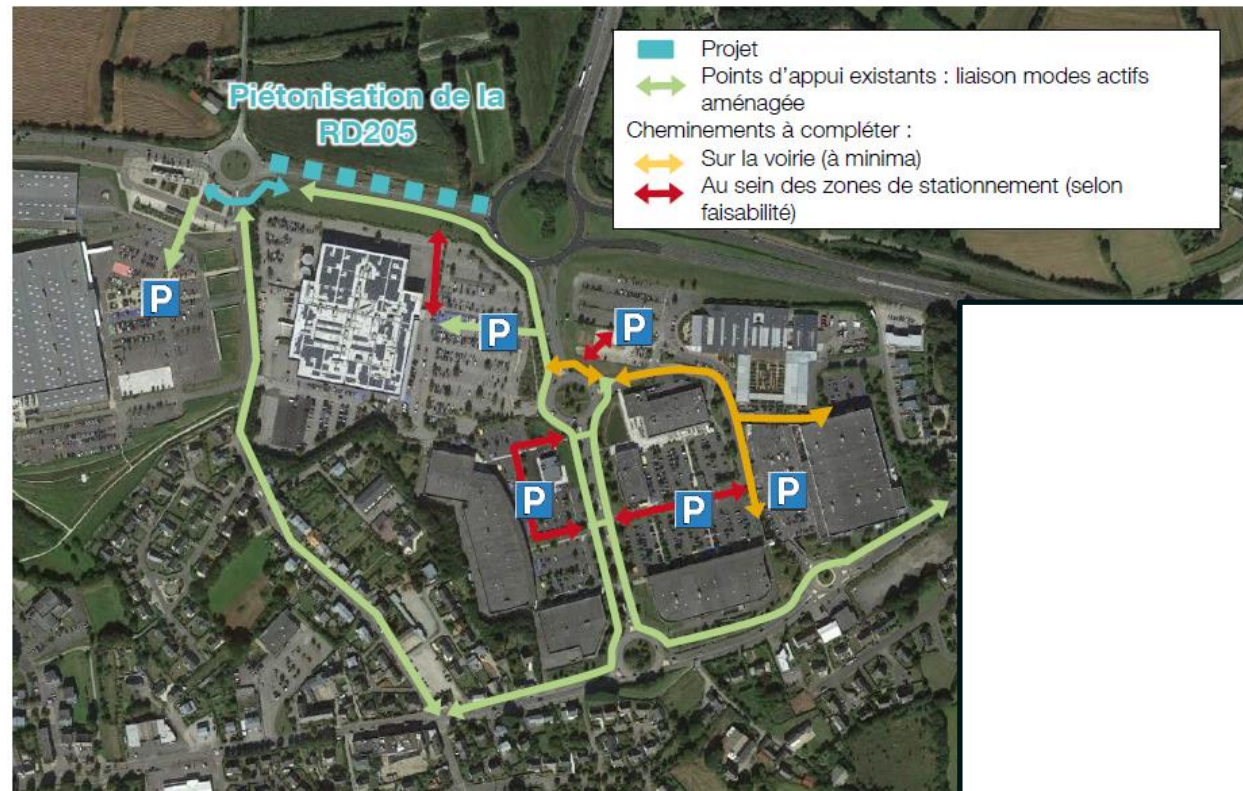 Projet
Points d'appui existants : liaison modes actifs
aménagée
Cheminements à compléter :
Sur la voirie (à minima)
Au sein des zones de stationnement (selon
faisabilité)
Piétonisation de la
RD205
P
P
P
P
P
P